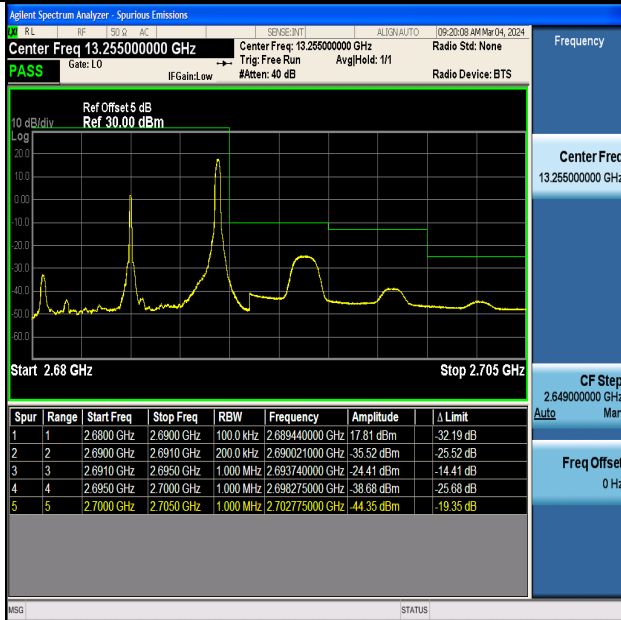 Agilent Spectrum Analyzer - Spurious Emissions
RL RF 50 Ω AC SENSE:INT ALIGN AUTO 09:20:08 AM Mar 04, 2024
Center Freq 13.255000000 GHz
Center Freq: 13.255000000 GHz Radio Std: None
PASS Gate: LO Trig: Free Run Avg|Hold: 1/1
IFGain:Low #Atten: 40 dB Radio Device: BTS
Ref Offset 5 dB
10 dB/div Ref 30.00 dBm
Log
20.0
10.0
0.00
-10.0
-20.0
-30.0
-40.0
-50.0
-60.0
Start 2.68 GHz Stop 2.705 GHz
Spur Range Start Freq Stop Freq RBW Frequency Amplitude Δ Limit
1 1 2.6800 GHz 2.6900 GHz 100.0 kHz 2.689440000 GHz 17.81 dBm -32.19 dB
2 2 2.6900 GHz 2.6910 GHz 200.0 kHz 2.690021000 GHz -35.52 dBm -25.52 dB
3 3 2.6910 GHz 2.6950 GHz 1.000 MHz 2.693740000 GHz -24.41 dBm -14.41 dB
4 4 2.6950 GHz 2.7000 GHz 1.000 MHz 2.698275000 GHz -38.68 dBm -25.68 dB
5 5 2.7000 GHz 2.7050 GHz 1.000 MHz 2.702775000 GHz -44.35 dBm -19.35 dB
MSG STATUS
Frequency
Center Freq
13.255000000 GHz
CF Step
2.649000000 GHz
Auto Man
Freq Offset
0 Hz